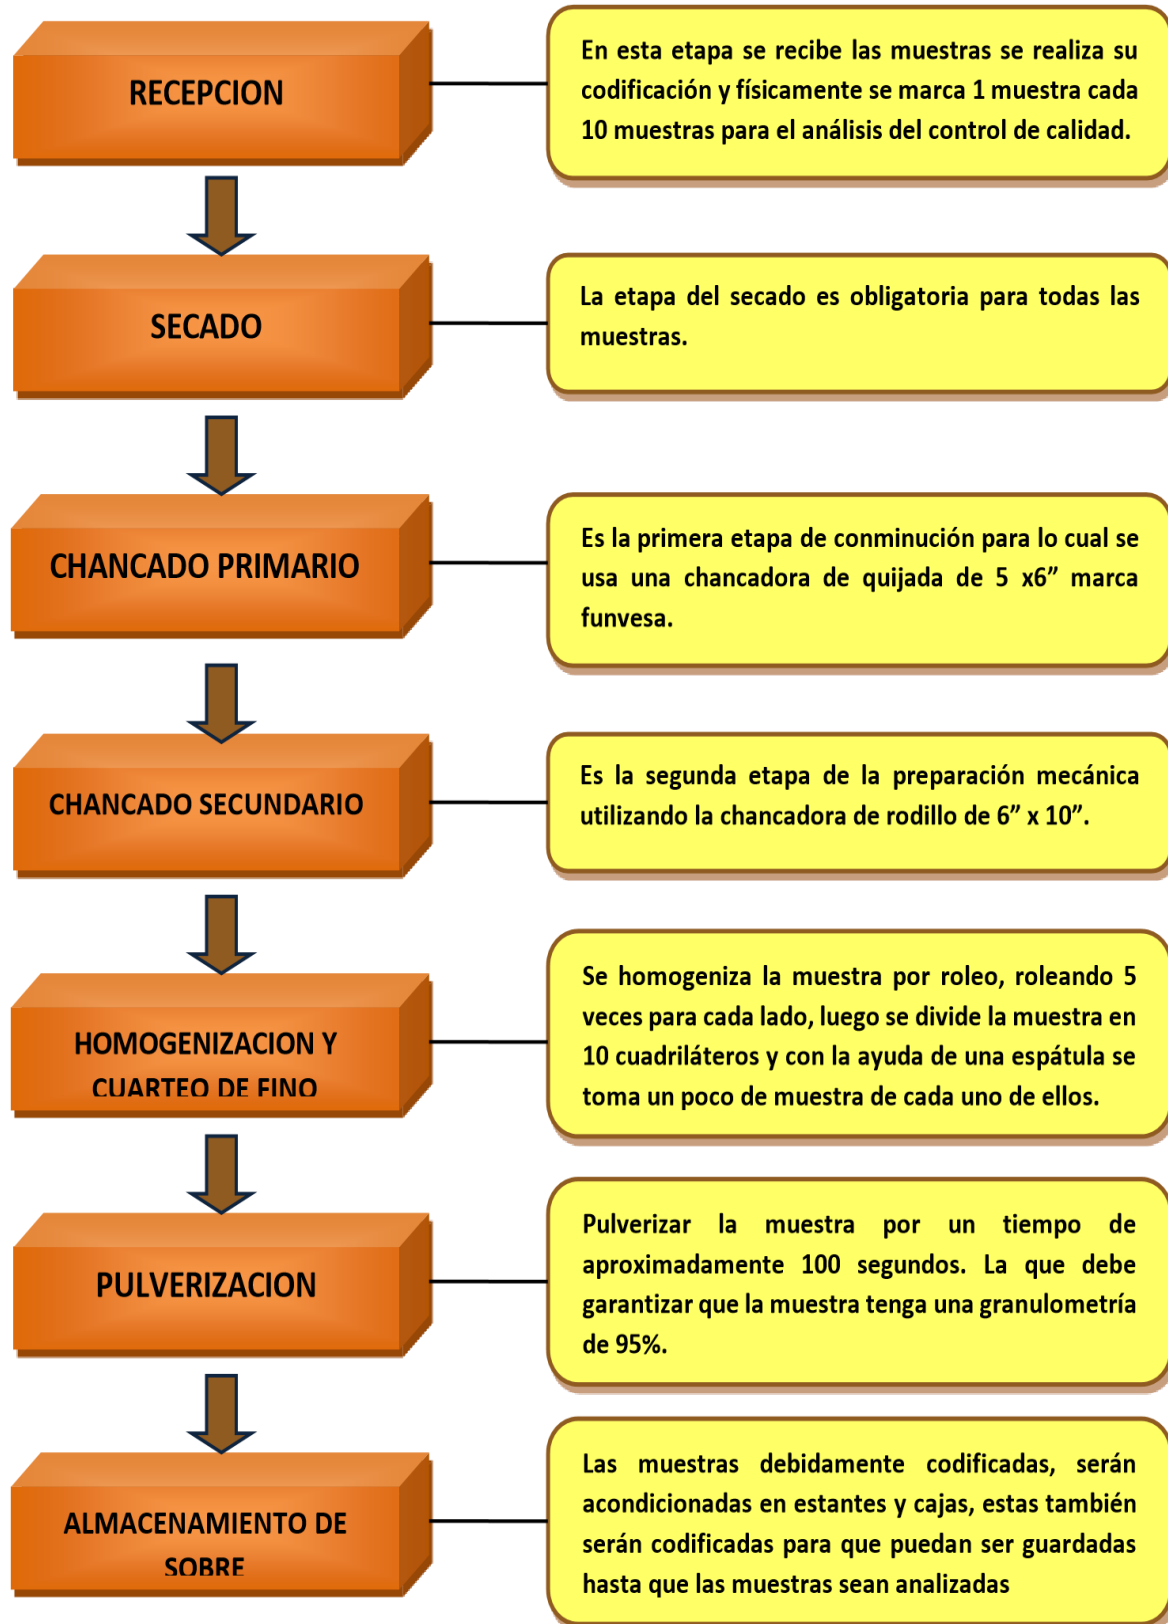 RECEPCION
En esta etapa se recibe las muestras se realiza su
codificación y físicamente se marca 1 muestra cada
10 muestras para el análisis del control de calidad.
SECADO
La etapa del secado es obligatoria para todas las
muestras.
CHANCADO PRIMARIO
Es la primera etapa de conminución para lo cual se
usa una chancadora de quijada de 5 x6” marca
funvesa.
CHANCADO SECUNDARIO
Es la segunda etapa de la preparación mecánica
utilizando la chancadora de rodillo de 6” x 10”.
HOMOGENIZACION Y
CUARTEO DE FINO
Se homogeniza la muestra por roleo, roleando 5
veces para cada lado, luego se divide la muestra en
10 cuadriláteros y con la ayuda de una espátula se
toma un poco de muestra de cada uno de ellos.
PULVERIZACION
Pulverizar la muestra por un tiempo de
aproximadamente 100 segundos. La que debe
garantizar que la muestra tenga una granulometría
de 95%.
ALMACENAMIENTO DE
SOBRE
Las muestras debidamente codificadas, serán
acondicionadas en estantes y cajas, estas también
serán codificadas para que puedan ser guardadas
hasta que las muestras sean analizadas